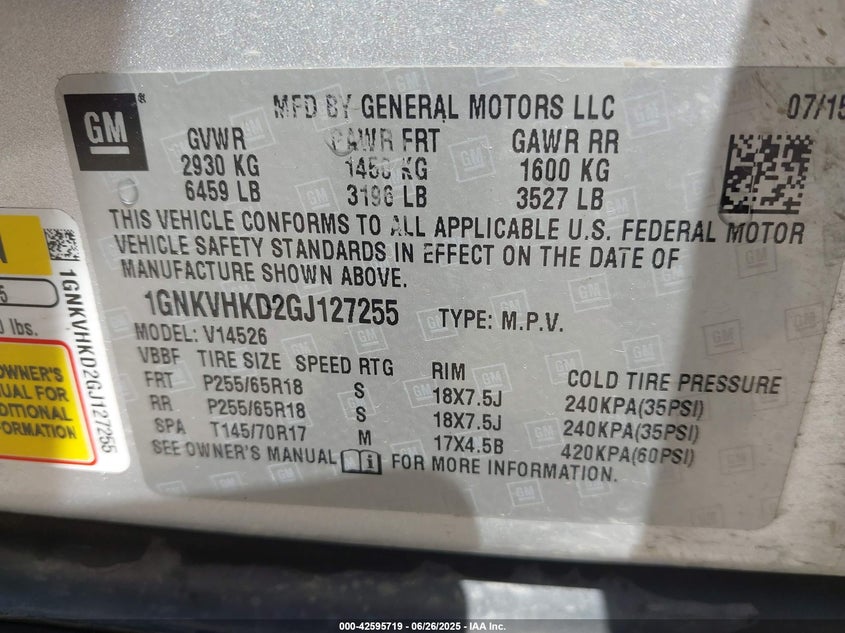 GM
®
MFD BY GENERAL MOTORS LLC
07/15
GVWR GAWR FRT GAWR RR
2930 KG 1450 KG 1600 KG
6459 LB 3196 LB 3527 LB
THIS VEHICLE CONFORMS TO ALL APPLICABLE U.S. FEDERAL MOTOR
VEHICLE SAFETY STANDARDS IN EFFECT ON THE DATE OF
MANUFACTURE SHOWN ABOVE.
1GNKVHKD2GJ127255 TYPE: M.P.V.
MODEL: V14526
VBBF TIRE SIZE SPEED RTG RIM COLD TIRE PRESSURE
FRT P255/65R18 S 18X7.5J 240KPA(35PSI)
RR P255/65R18 S 18X7.5J 240KPA(35PSI)
SPA T145/70R17 M 17X4.5B 420KPA(60PSI)
SEE OWNER'S MANUAL i FOR MORE INFORMATION.
1GNKVHKD2GJ127255
lbs.
OWNER'S
FOR
000-42595719 / 06/26/2025 - IAA Inc.